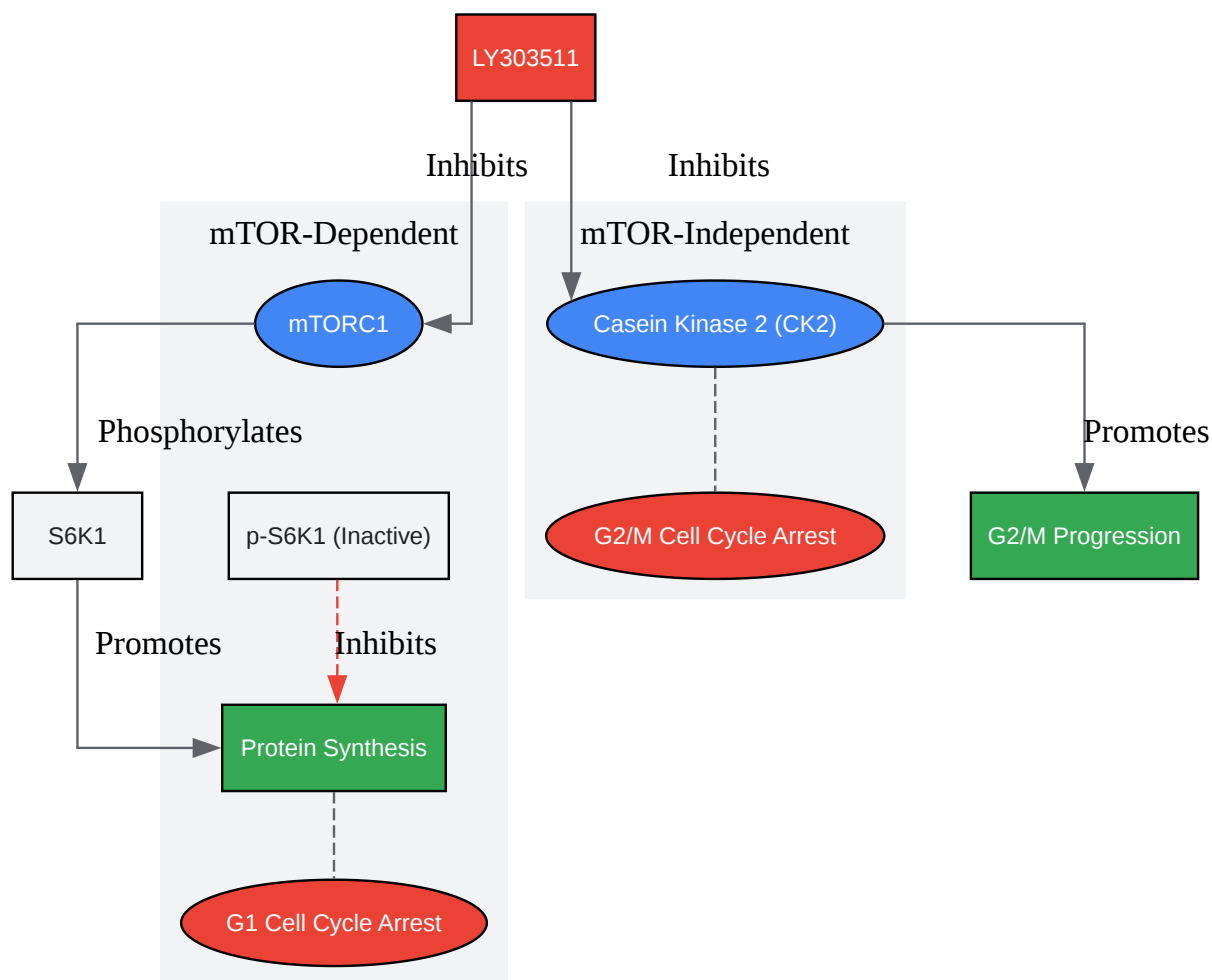 LY303511
Inhibits
Inhibits
mTOR-Dependent
mTOR-Independent
mTORC1
Casein Kinase 2 (CK2)
Phosphorylates
Promotes
S6K1
p-S6K1 (Inactive)
G2/M Cell Cycle Arrest
G2/M Progression
Promotes
Inhibits
Protein Synthesis
G1 Cell Cycle Arrest